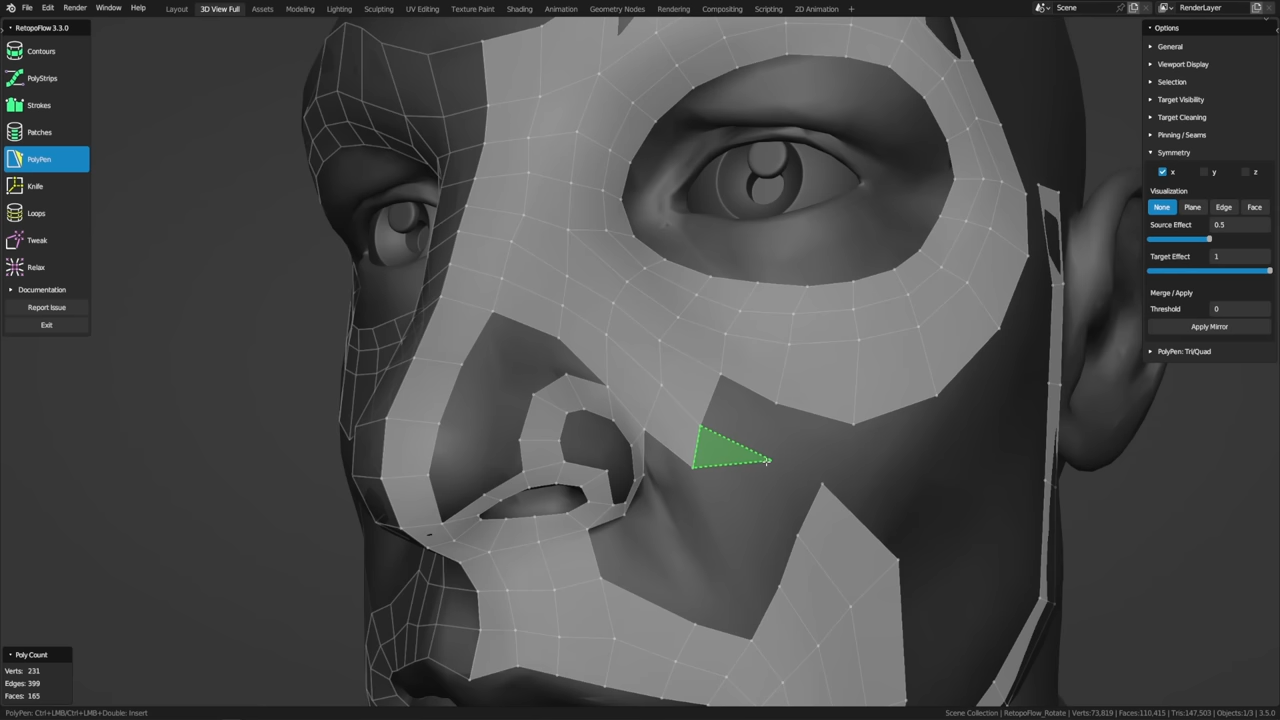 File Edit Render Window Help
Layout 3D View Full Assets Modeling Lighting Sculpting UV Editing Texture Paint Shading Animation Geometry Nodes Rendering Compositing Scripting 2D Animation +
Scene
RenderLayer
RetopoFlow 3.3.0
Contours
PolyStrips
Strokes
Patches
PolyPen
Knife
Loops
Tweak
Relax
Documentation
Report Issue
Exit
Options
General
Viewport Display
Selection
Target Visibility
Target Cleaning
Pinning / Seams
Symmetry
x y z
Visualization
None Plane Edge Face
Source Effect 0.5
Target Effect 1
Merge / Apply
Threshold 0
Apply Mirror
PolyPen: Tri/Quad
Poly Count
Verts: 231
Edges: 399
Faces: 165
PolyPen: Ctrl+LMB/Ctrl+LMB+Double: Insert
Scene Collection | RetopoFlow_Rotate | Verts:73,819 | Faces:110,415 | Tris:147,503 | Objects:1/3 | 3.5.0